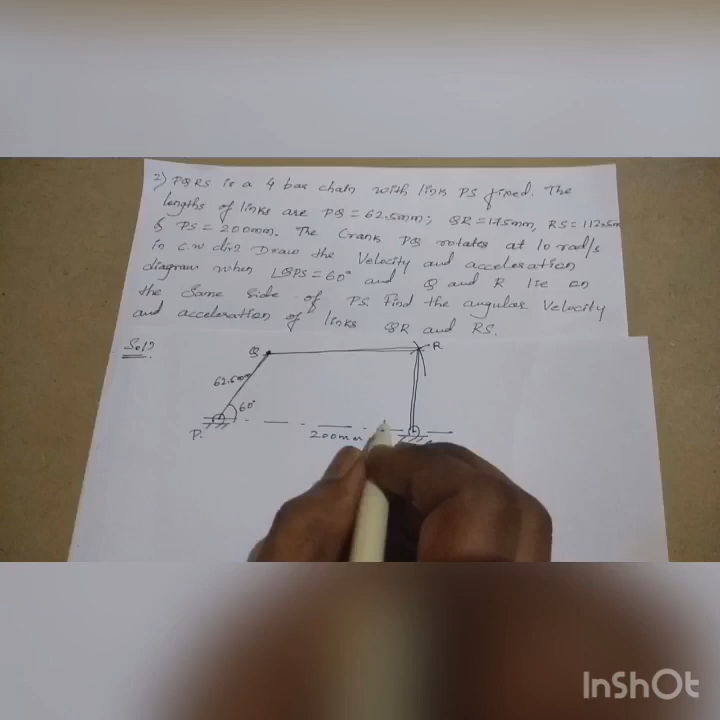 2) PQRS is a 4 bar chain with link PS fixed. The
lengths of links are PQ = 62.5mm; QR = 175mm, RS = 112.5m
& PS = 200mm. The Crank PQ rotates at 10 rad/s
in c.w dirn Draw the Velocity and acceleration
diagram when ∠QPS = 60° and Q and R lie on
the Same Side of PS. Find the angular Velocity
and acceleration of links QR and RS.
Soln
Q
R
62.5mm
60°
P.
200mm
InShOt